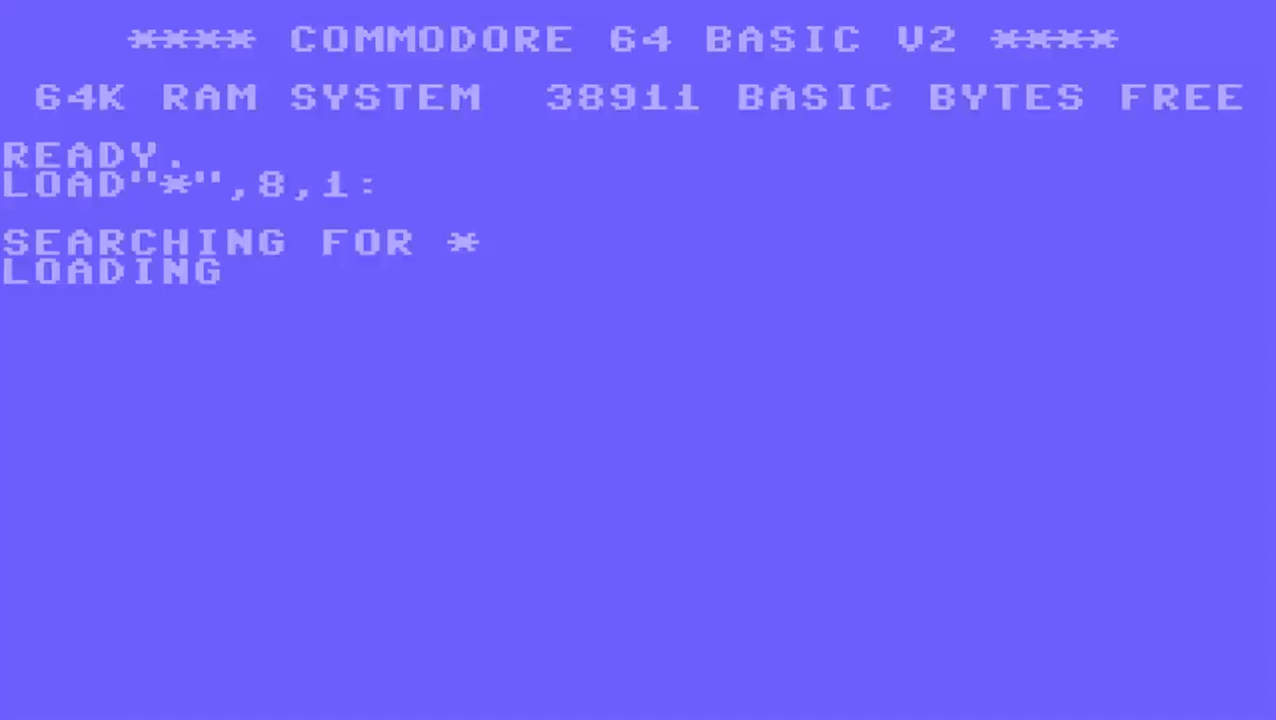 **** COMMODORE 64 BASIC V2 ****
64K RAM SYSTEM  38911 BASIC BYTES FREE
READY.
LOAD"*",8,1:
SEARCHING FOR *
LOADING